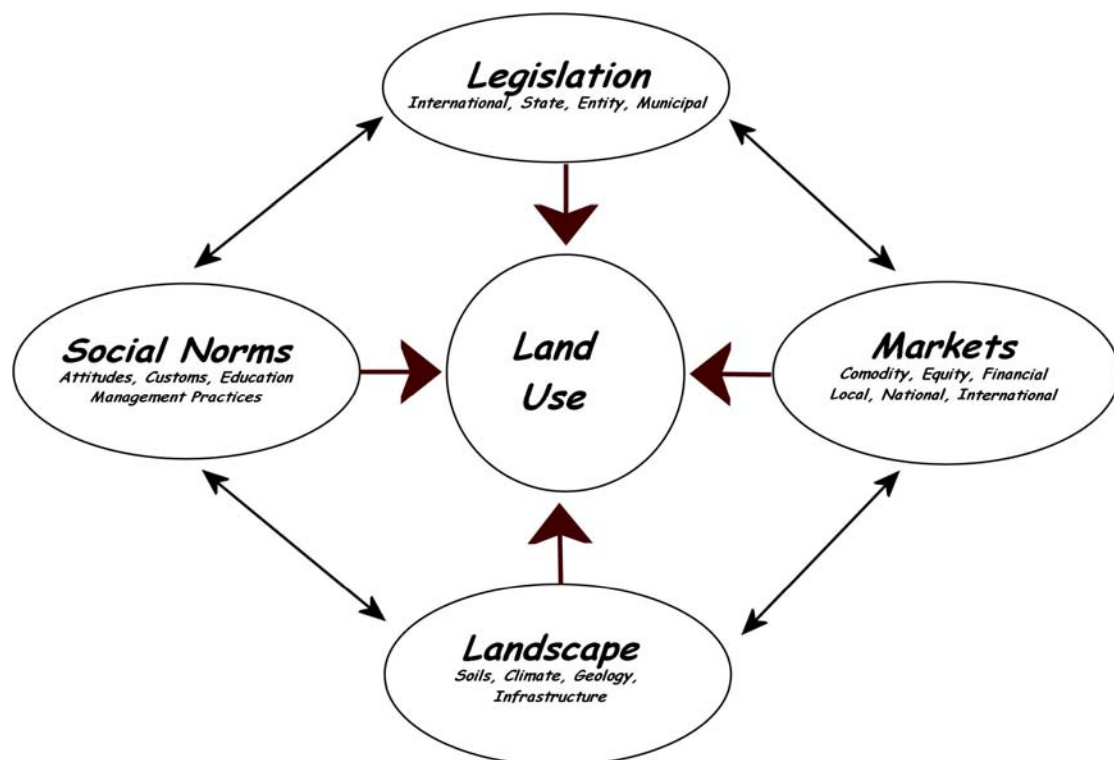 Legislation
International, State, Entity, Municipal
Social Norms
Attitudes, Customs, Education
Management Practices
Land
Use
Markets
Comodity, Equity, Financial
Local, National, International
Landscape
Soils, Climate, Geology,
Infrastructure